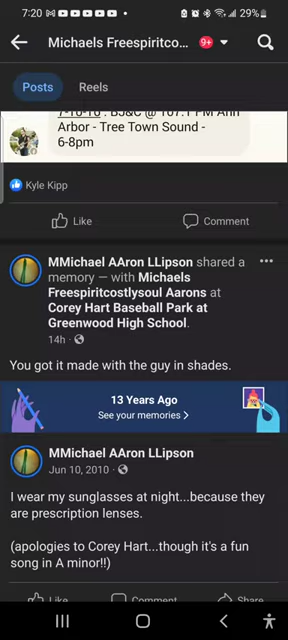 7:20
29%
Michaels Freespiritco...
9+
Posts
Reels
7-10-10 : BJ&C @ 107.1 FM Ann
Arbor - Tree Town Sound -
6-8pm
Kyle Kipp
Like
Comment
MMichael AAron LLipson shared a
memory — with Michaels
Freespiritcostlysoul Aarons at
Corey Hart Baseball Park at
Greenwood High School.
14h ·
You got it made with the guy in shades.
13 Years Ago
See your memories
MMichael AAron LLipson
Jun 10, 2010 ·
I wear my sunglasses at night...because they
are prescription lenses.
(apologies to Corey Hart...though it's a fun
song in A minor!!)
Like
Comment
Share